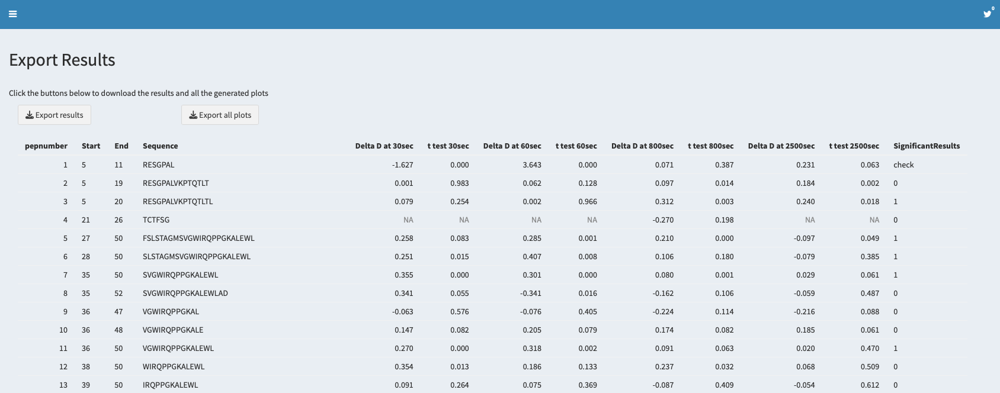 0
Export Results
Click the buttons below to download the results and all the generated plots
Export results Export all plots
pepnumber Start End Sequence Delta D at 30sec t test 30sec Delta D at 60sec t test 60sec Delta D at 800sec t test 800sec Delta D at 2500sec t test 2500sec SignificantResults
1 5 11 RESGPAL -1.627 0.000 3.643 0.000 0.071 0.387 0.231 0.063 check
2 5 19 RESGPALVKPTQTLT 0.001 0.983 0.062 0.128 0.097 0.014 0.184 0.002 0
3 5 20 RESGPALVKPTQTLTL 0.079 0.254 0.002 0.966 0.312 0.003 0.240 0.018 1
4 21 26 TCTFSG NA NA NA NA -0.270 0.198 NA NA 0
5 27 50 FSLSTAGMSVGWIRQPPGKALEWL 0.258 0.083 0.285 0.001 0.210 0.000 -0.097 0.049 1
6 28 50 SLSTAGMSVGWIRQPPGKALEWL 0.251 0.015 0.407 0.008 0.106 0.180 -0.079 0.385 1
7 35 50 SVGWIRQPPGKALEWL 0.355 0.000 0.301 0.000 0.080 0.001 0.029 0.061 1
8 35 52 SVGWIRQPPGKALEWLAD 0.341 0.055 -0.341 0.016 -0.162 0.106 -0.059 0.487 0
9 36 47 VGWIRQPPGKAL -0.063 0.576 -0.076 0.405 -0.224 0.114 -0.216 0.088 0
10 36 48 VGWIRQPPGKALE 0.147 0.082 0.205 0.079 0.174 0.082 0.185 0.061 0
11 36 50 VGWIRQPPGKALEWL 0.270 0.000 0.318 0.002 0.091 0.063 0.020 0.470 1
12 38 50 WIRQPPGKALEWL 0.354 0.013 0.186 0.133 0.237 0.032 0.068 0.509 0
13 39 50 IRQPPGKALEWL 0.091 0.264 0.075 0.369 -0.087 0.409 -0.054 0.612 0